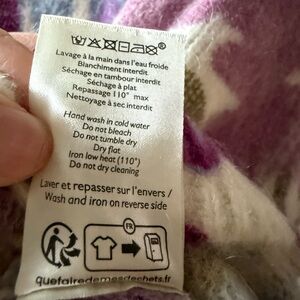 Lavage à la main dans l'eau froide
Blanchiment interdit
Séchage en tambour interdit
Séchage à plat
Repassage 110° max
Nettoyage à sec interdit
Hand wash in cold water
Do not bleach
Do not tumble dry
Dry flat
Iron low heat (110°)
Do not dry cleaning
Laver et repasser sur l'envers /
Wash and iron on reverse side
FR
quefairedemesdechets.fr